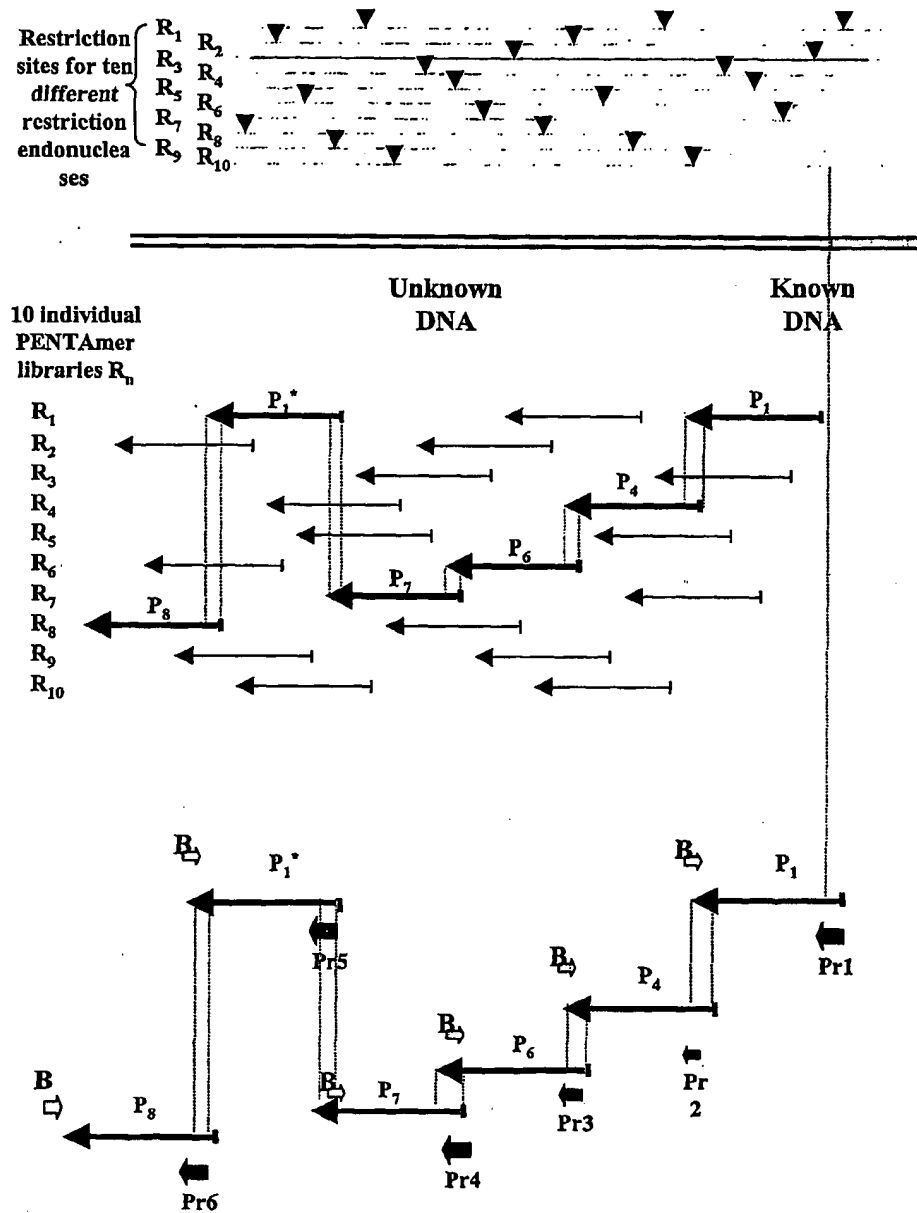 Restriction
sites for ten
different
restriction
endonuclea
ses
R1
R2
R3
R4
R5
R6
R7
R8
R9
R10
Unknown
DNA
Known
DNA
10 individual
PENTAmer
libraries Rn
R1
P1*
P1
R2
R3
R4
P4
R5
R6
P6
R7
P7
R8
P8
R9
R10
B
P1*
B
P1
Pr5
Pr1
B
P4
B
P6
Pr
2
B
P8
B
P7
Pr3
Pr4
Pr6